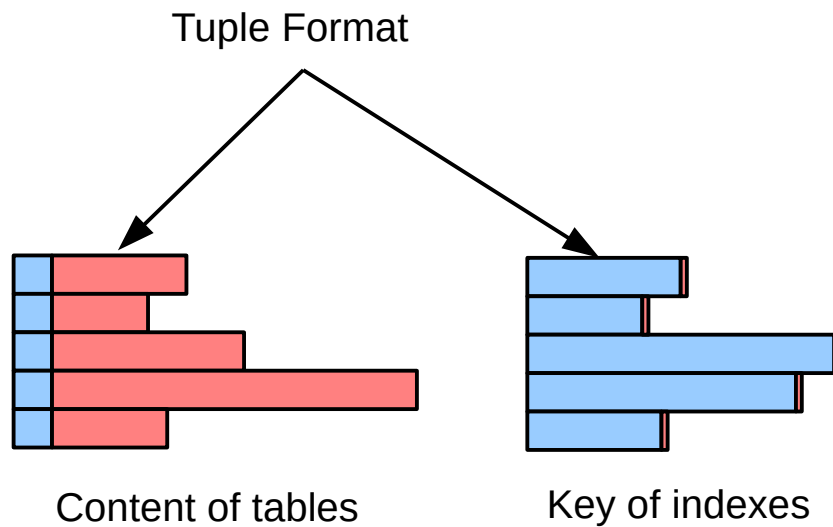 Tuple Format
Content of tables
Key of indexes